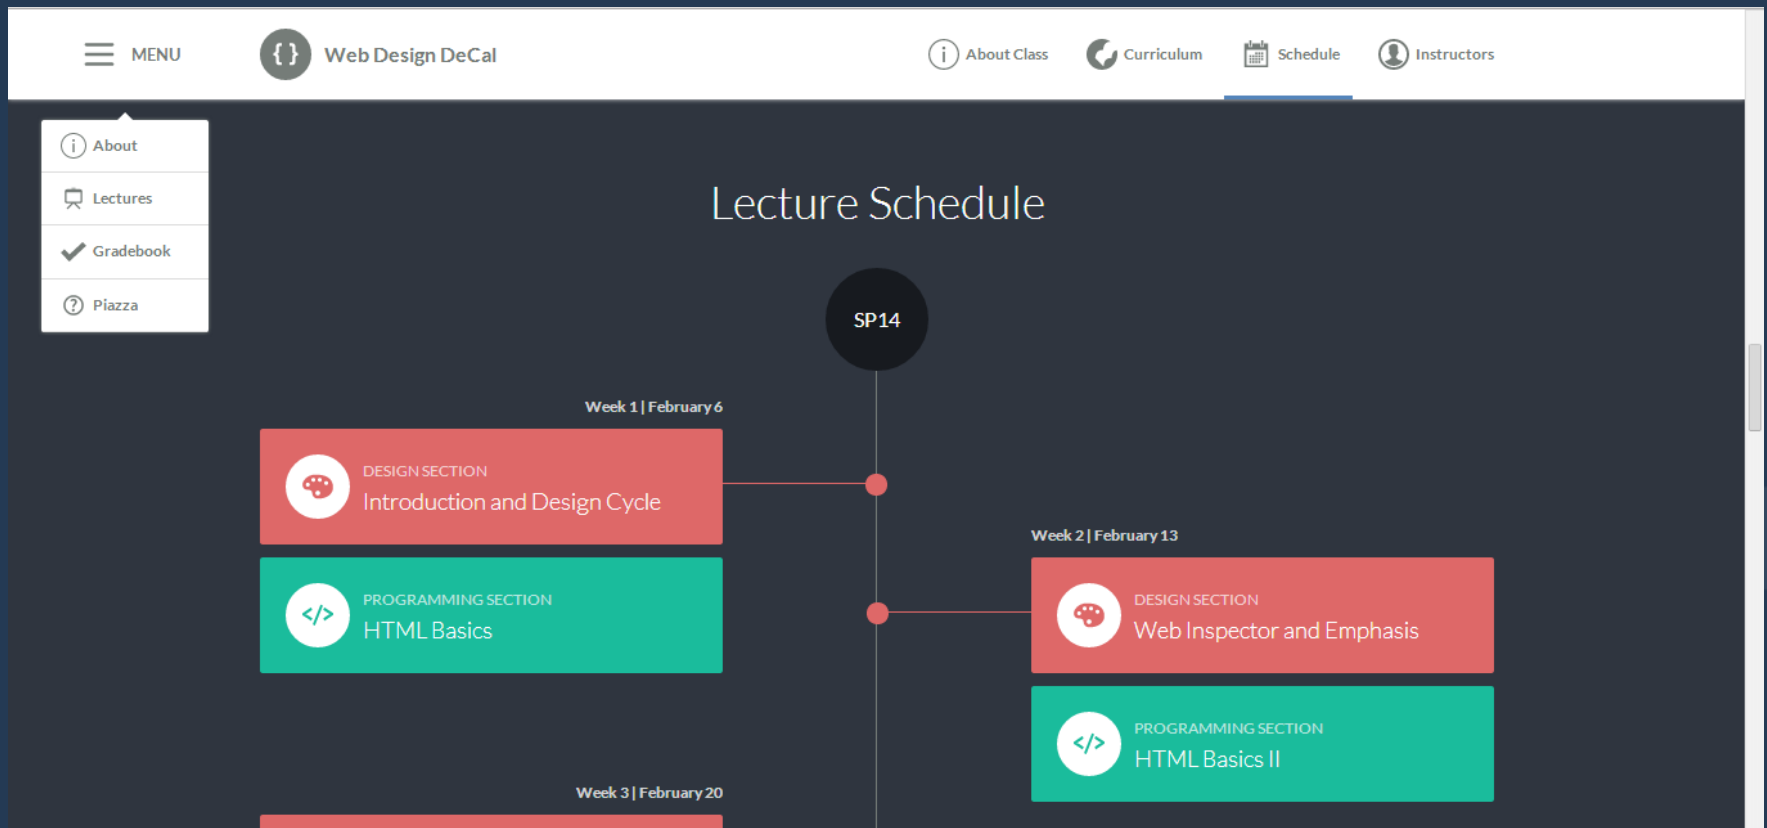 MENU
{ } Web Design DeCal
About Class
Curriculum
Schedule
Instructors
About
Lectures
Gradebook
Piazza
Lecture Schedule
SP14
Week 1 | February 6
DESIGN SECTION
Introduction and Design Cycle
</> PROGRAMMING SECTION
HTML Basics
Week 2 | February 13
DESIGN SECTION
Web Inspector and Emphasis
</> PROGRAMMING SECTION
HTML Basics II
Week 3 | February 20